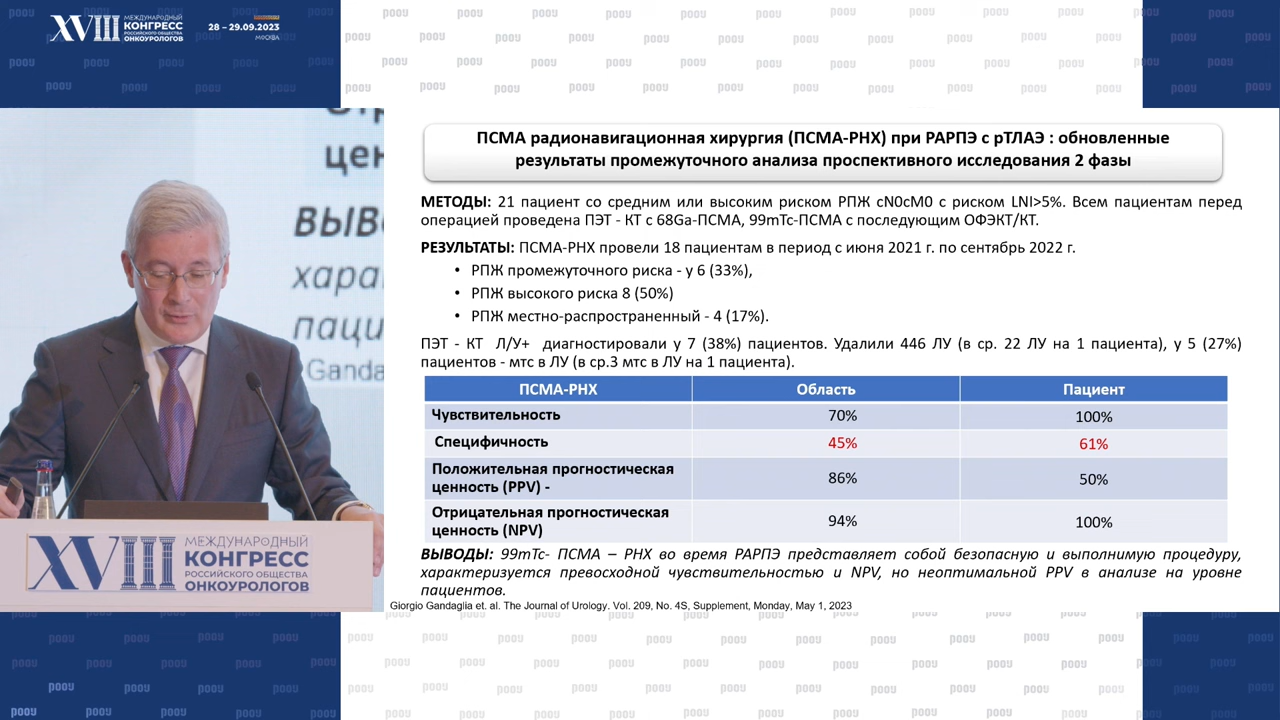 XVIII МЕЖДУНАРОДНЫЙ
КОНГРЕСС
РОССИЙСКОГО ОБЩЕСТВА
ОНКОУРОЛОГОВ
28 – 29.09.2023
МОСКВА
цен
ВЫВО
хара
паци
Ganda
XVIII МЕЖДУНАРОДНЫЙ
КОНГРЕСС
РОССИЙСКОГО ОБЩЕСТВА
ОНКОУРОЛОГОВ
ПСМА радионавигационная хирургия (ПСМА-РНХ) при РАРПЭ с рТЛАЭ : обновленные
результаты промежуточного анализа проспективного исследования 2 фазы
МЕТОДЫ: 21 пациент со средним или высоким риском РПЖ cN0cM0 с риском LNI>5%. Всем пациентам перед
операцией проведена ПЭТ - КТ с 68Ga-ПСМА, 99mTc-ПСМА с последующим ОФЭКТ/КТ.
РЕЗУЛЬТАТЫ: ПСМА-РНХ провели 18 пациентам в период с июня 2021 г. по сентябрь 2022 г.
• РПЖ промежуточного риска - у 6 (33%),
• РПЖ высокого риска 8 (50%)
• РПЖ местно-распространенный - 4 (17%).
ПЭТ - КТ Л/У+ диагностировали у 7 (38%) пациентов. Удалили 446 ЛУ (в ср. 22 ЛУ на 1 пациента), у 5 (27%)
пациентов - мтс в ЛУ (в ср.3 мтс в ЛУ на 1 пациента).
ПСМА-РНХ Область Пациент
Чувствительность 70% 100%
Специфичность 45% 61%
Положительная прогностическая
ценность (PPV) - 86% 50%
Отрицательная прогностическая
ценность (NPV) 94% 100%
ВЫВОДЫ: 99mTc- ПСМА – РНХ во время РАРПЭ представляет собой безопасную и выполнимую процедуру,
характеризуется превосходной чувствительностью и NPV, но неоптимальной PPV в анализе на уровне
пациентов.
Giorgio Gandaglia et. al. The Journal of Urology. Vol. 209, No. 4S, Supplement, Monday, May 1, 2023